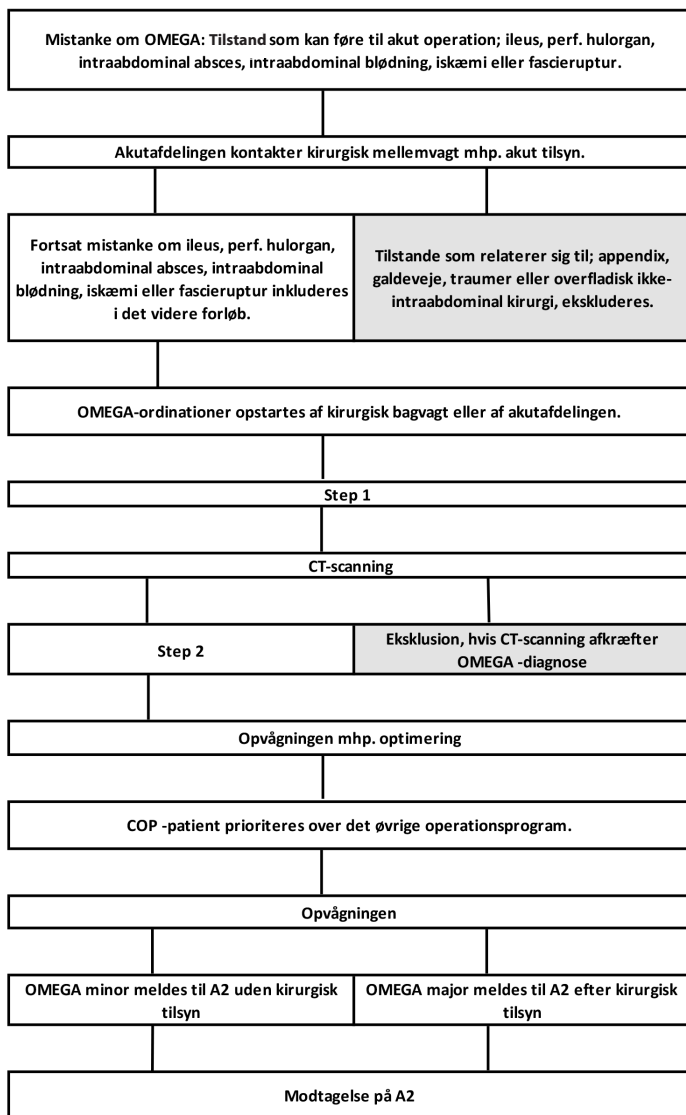 Mistanke om OMEGA: Tilstand som kan føre til akut operation; ileus, perf. hulorgan,
intraabdominal absces, intraabdominal blødning, iskæmi eller fascieruptur.
Akutafdelingen kontakter kirurgisk mellemvagt mhp. akut tilsyn.
Fortsat mistanke om ileus, perf. hulorgan,
intraabdominal absces, intraabdominal
blødning, iskæmi eller fascieruptur inkluderes
i det videre forløb.
Tilstande som relaterer sig til; appendix,
galdeveje, traumer eller overfladisk ikke-
intraabdominal kirurgi, ekskluderes.
OMEGA-ordinationer opstartes af kirurgisk bagvagt eller af akutafdelingen.
Step 1
CT-scanning
Step 2
Eksklusion, hvis CT-scanning afkræfter
OMEGA -diagnose
Opvågningen mhp. optimering
COP -patient prioriteres over det øvrige operationsprogram.
Opvågningen
OMEGA minor meldes til A2 uden kirurgisk
tilsyn
OMEGA major meldes til A2 efter kirurgisk
tilsyn
Modtagelse på A2